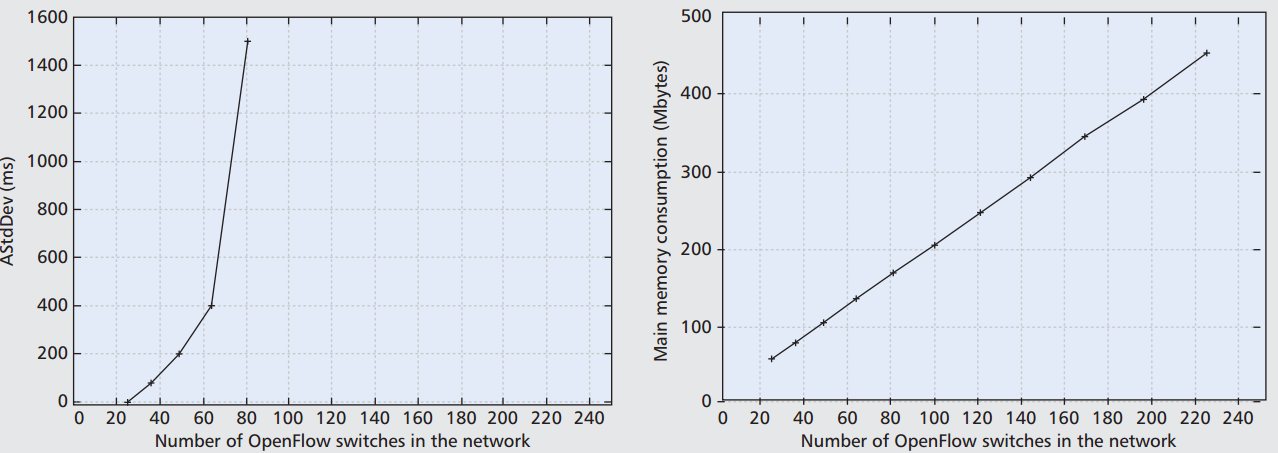 1600
1400
1200
1000
800
600
400
200
0
AStdDev (ms)
0 20 40 60 80 100 120 140 160 180 200 220 240
Number of OpenFlow switches in the network
500
400
300
200
100
0
Main memory consumption (Mbytes)
0 20 40 60 80 100 120 140 160 180 200 220 240
Number of OpenFlow switches in the network